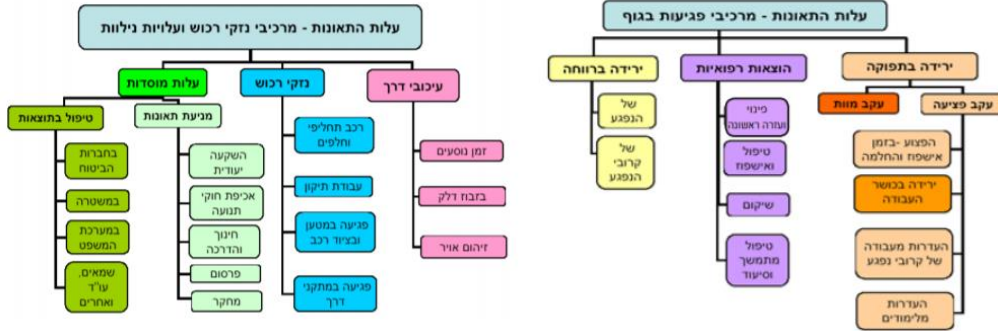 עלות התאונות - מרכיבי פגיעות בגוף
ירידה בתפוקה
עקב פציעה
הפצוע -בזמן
אישפוז והחלמה
ירידה בכושר
העבודה
העדרות מעבודה
של קרובי נפגע
העדרות
מלימודים
עקב מוות
הוצאות רפואיות
פינוי
ועזרה ראשונה
טיפול
ואישפוז
שיקום
טיפול
מתמשך
וסיעוד
ירידה ברווחה
של
הנפגע
של
קרובי
הנפגע
עלות התאונות - מרכיבי נזקי רכוש ועלויות נילוות
עיכובי דרך
זמן נוסעים
בזבוז דלק
זיהום אויר
נזקי רכוש
רכב תחליפי
וחלפים
עבודת תיקון
פגיעה במטען
ובציוד רכב
פגיעה במתקני
דרך
עלות מוסדות
מניעת תאונות
השקעה
יעודית
אכיפת חוקי
תנועה
חינוך
והדרכה
פרסום
מחקר
טיפול בתוצאות
בחברות
הביטוח
במשטרה
במערכת
המשפט
שמאים,
עו"ד
ואחרים